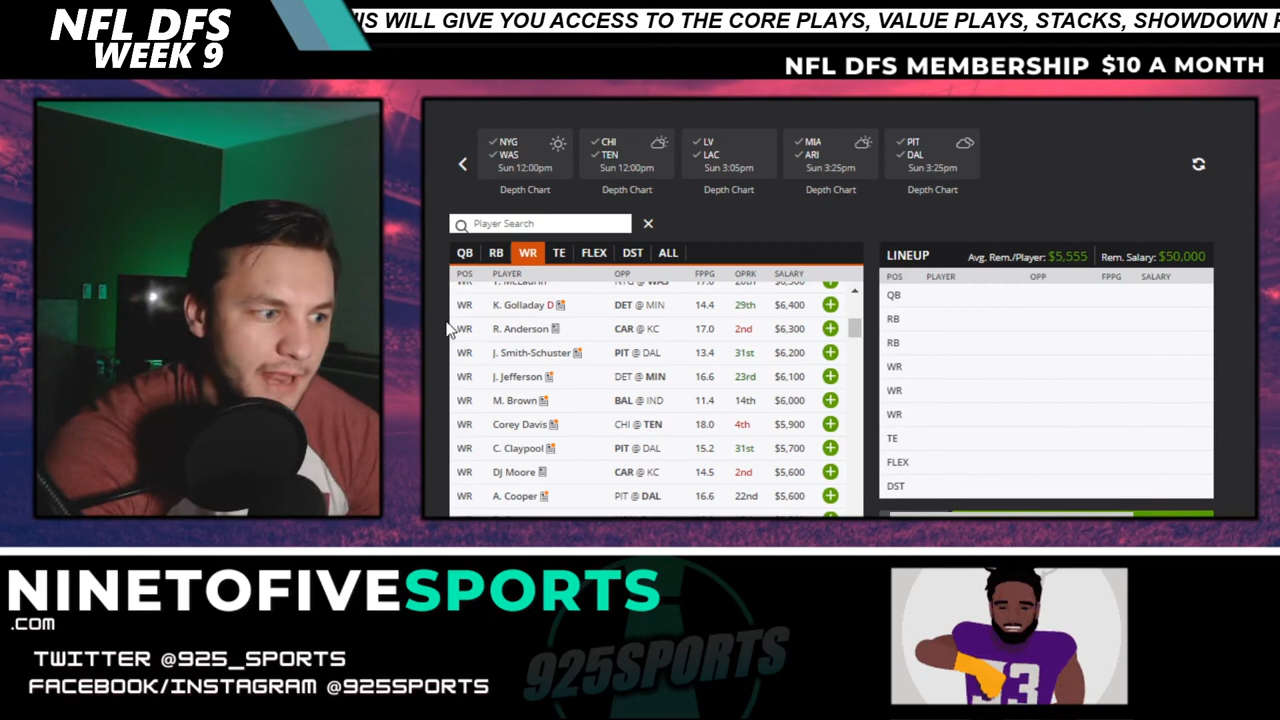 NFL DFS
WEEK 9
IS WILL GIVE YOU ACCESS TO THE CORE PLAYS, VALUE PLAYS, STACKS, SHOWDOWN
NFL DFS MEMBERSHIP $10 A MONTH
NYG
WAS
Sun 12:00pm
Depth Chart
CHI
TEN
Sun 12:00pm
Depth Chart
LV
LAC
Sun 3:05pm
Depth Chart
MIA
ARI
Sun 3:25pm
Depth Chart
PIT
DAL
Sun 3:25pm
Depth Chart
Player Search
QB RB WR TE FLEX DST ALL
POS PLAYER OPP FPPG OPRK SALARY
WR K. Golladay D DET @ MIN 14.4 29th $6,400
WR R. Anderson CAR @ KC 17.0 2nd $6,300
WR J. Smith-Schuster PIT @ DAL 13.4 31st $6,200
WR J. Jefferson DET @ MIN 16.6 23rd $6,100
WR M. Brown BAL @ IND 11.4 14th $6,000
WR Corey Davis CHI @ TEN 18.0 4th $5,900
WR C. Claypool PIT @ DAL 15.2 31st $5,700
WR DJ Moore CAR @ KC 14.5 2nd $5,600
WR A. Cooper PIT @ DAL 16.6 22nd $5,600
LINEUP Avg. Rem./Player: $5,555 Rem. Salary: $50,000
POS PLAYER OPP FPPG SALARY
QB
RB
RB
WR
WR
WR
TE
FLEX
DST
NINETOFIVESPORTS
.COM
TWITTER @925_SPORTS
FACEBOOK/INSTAGRAM @925SPORTS
925SPORTS